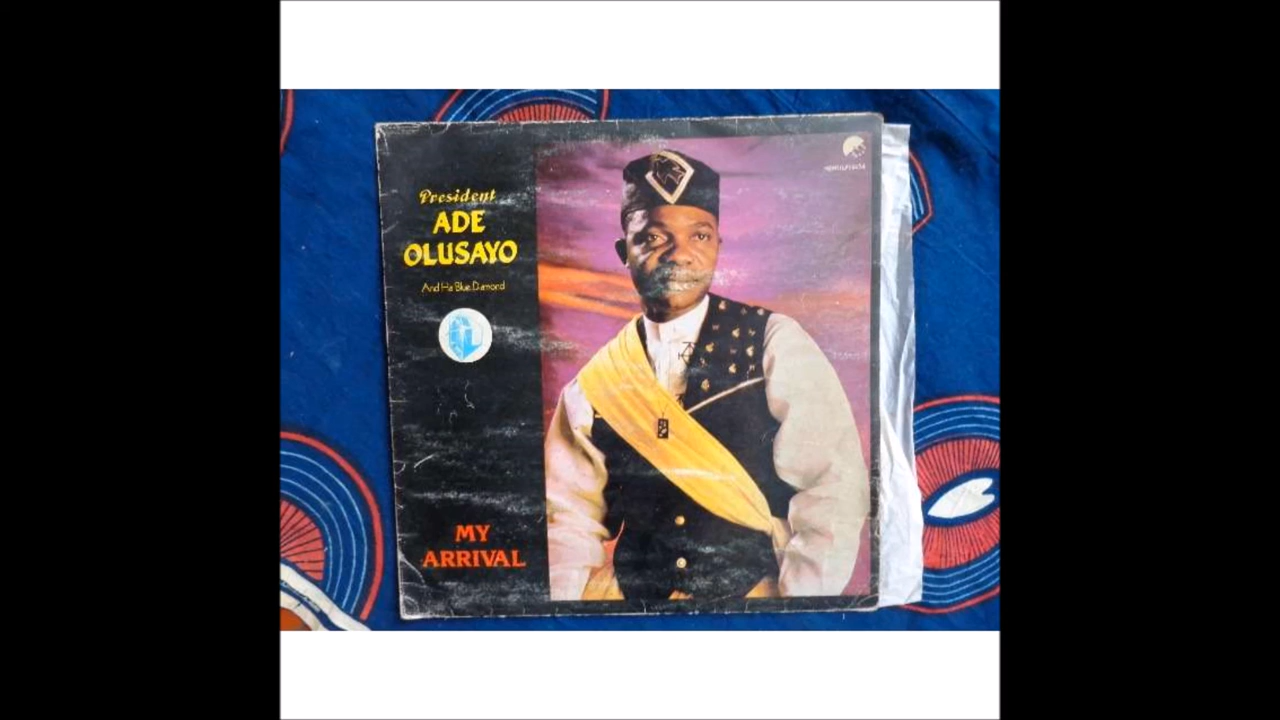 President
ADE
OLUSAYO
And His Blue Diamond
MY
ARRIVAL